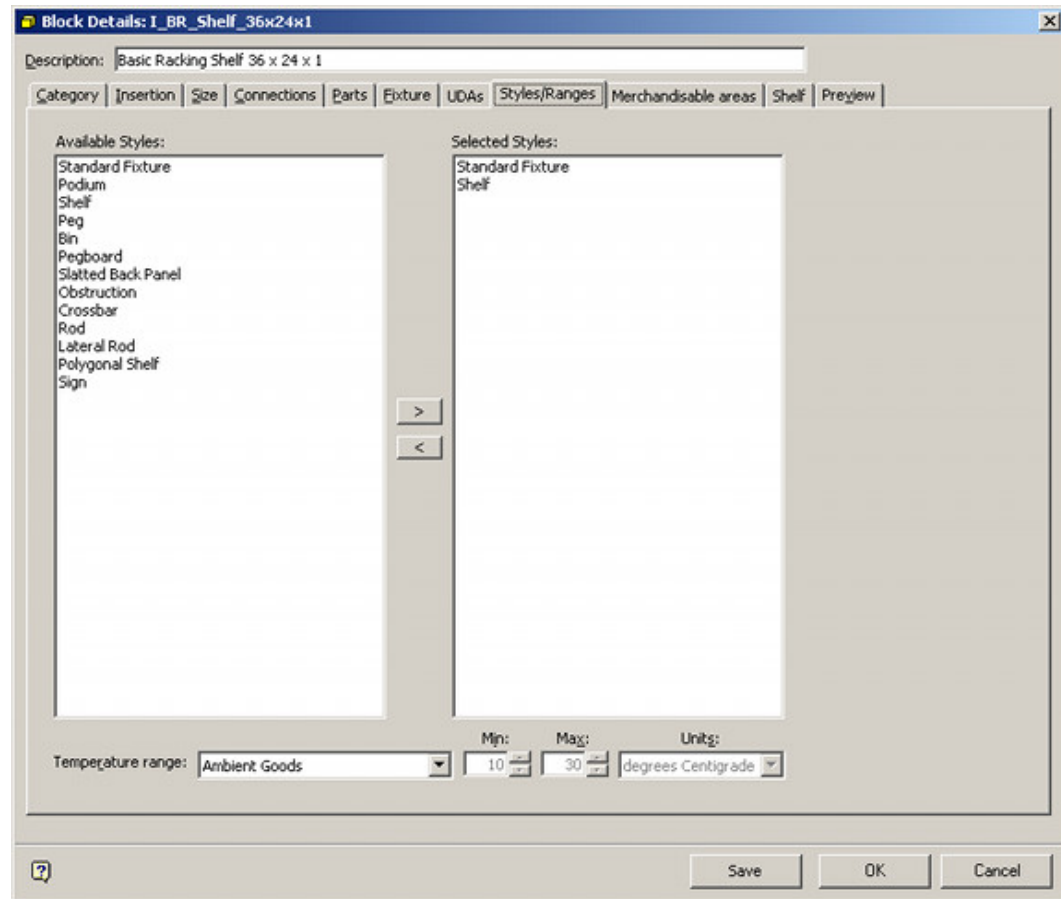 Block Details: I_BR_Shelf_36x24x1
Description: Basic Racking Shelf 36 x 24 x 1
Category Insertion Size Connections Parts Fixture UDAs Styles/Ranges Merchandisable areas Shelf Preview
Available Styles: Selected Styles:
Standard Fixture Standard Fixture
Podium Shelf
Shelf
Peg
Bin
Pegboard
Slatted Back Panel
Obstruction
Crossbar
Rod
Lateral Rod
Polygonal Shelf
Sign
>
<
Min: Max: Units:
Temperature range: Ambient Goods 10 30 degrees Centigrade
Save OK Cancel